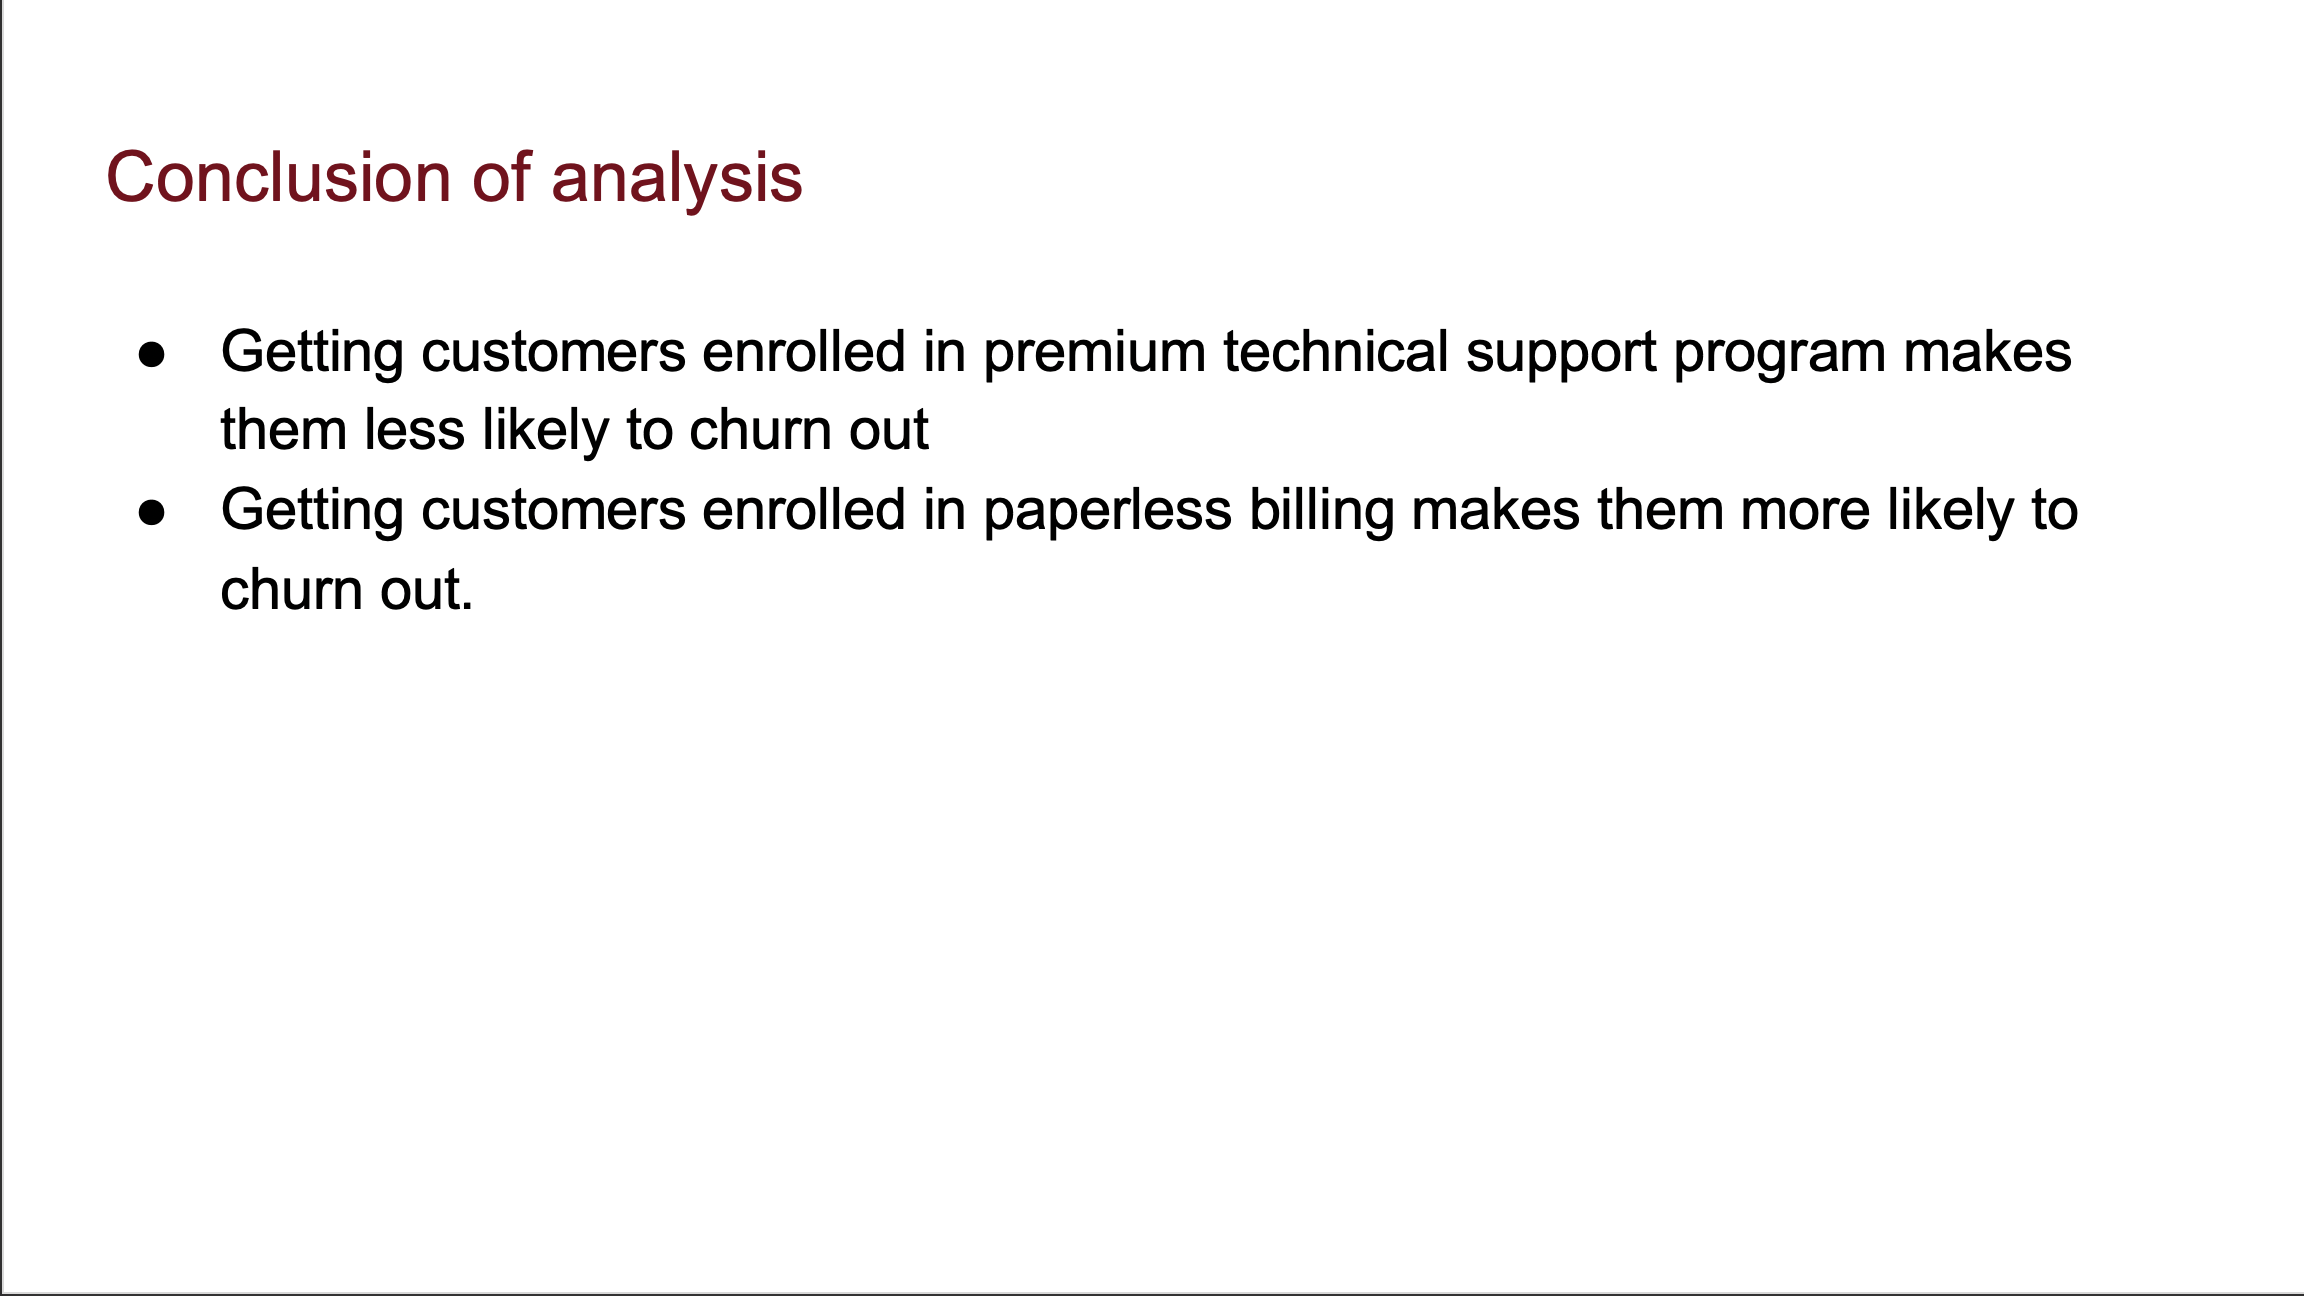 Conclusion of analysis
● Getting customers enrolled in premium technical support program makes
them less likely to churn out
● Getting customers enrolled in paperless billing makes them more likely to
churn out.